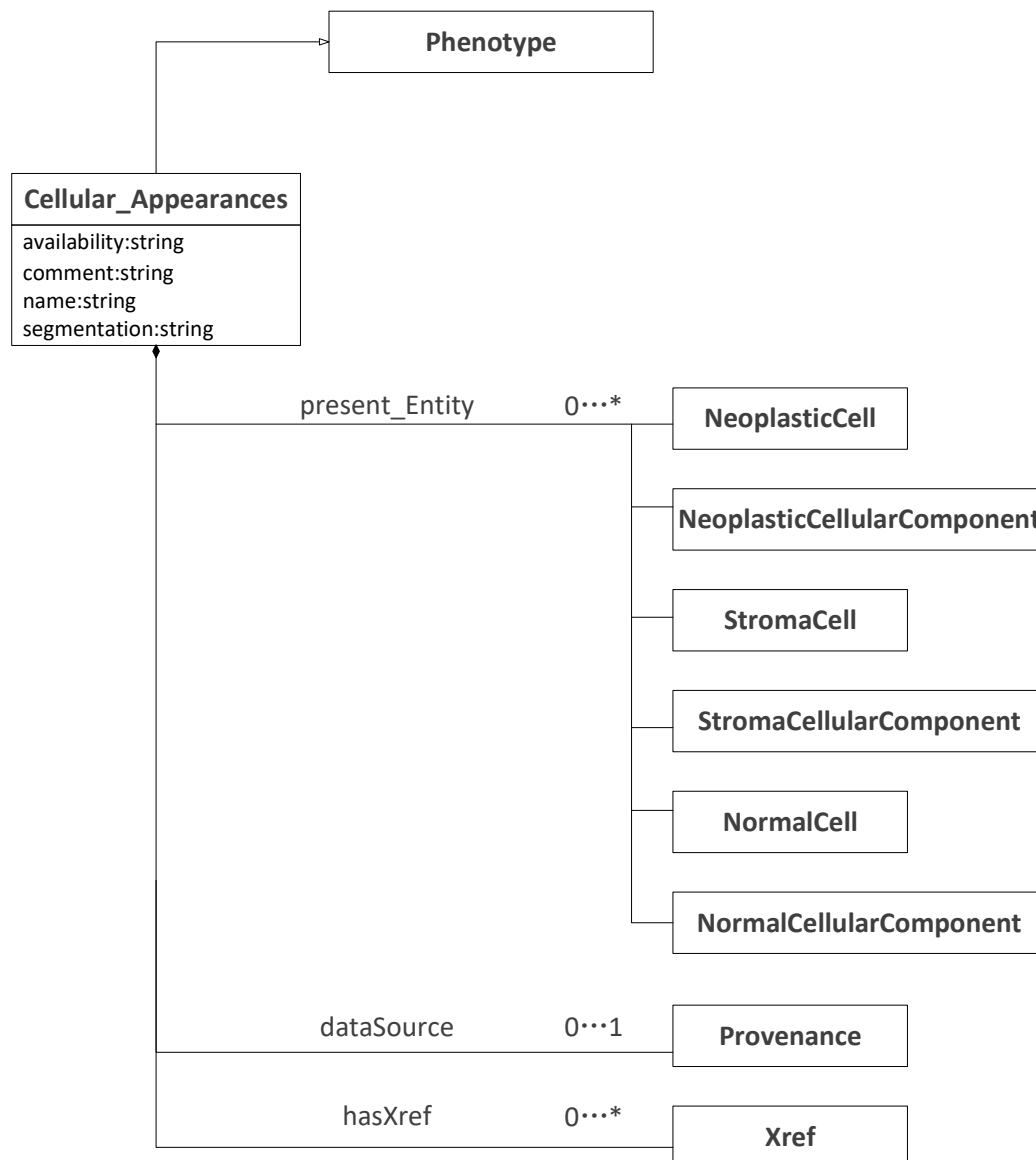 Phenotype
Cellular_Appearances
availability:string
comment:string
name:string
segmentation:string
present_Entity 0···*
NeoplasticCell
NeoplasticCellularComponent
StromaCell
StromaCellularComponent
NormalCell
NormalCellularComponent
dataSource 0···1
Provenance
hasXref 0···*
Xref